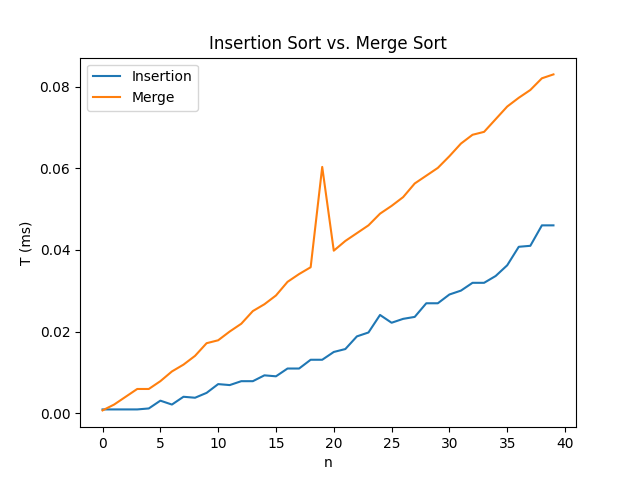 Insertion Sort vs. Merge Sort
Insertion
Merge
T (ms)
0.08
0.06
0.04
0.02
0.00
0 5 10 15 20 25 30 35 40
n